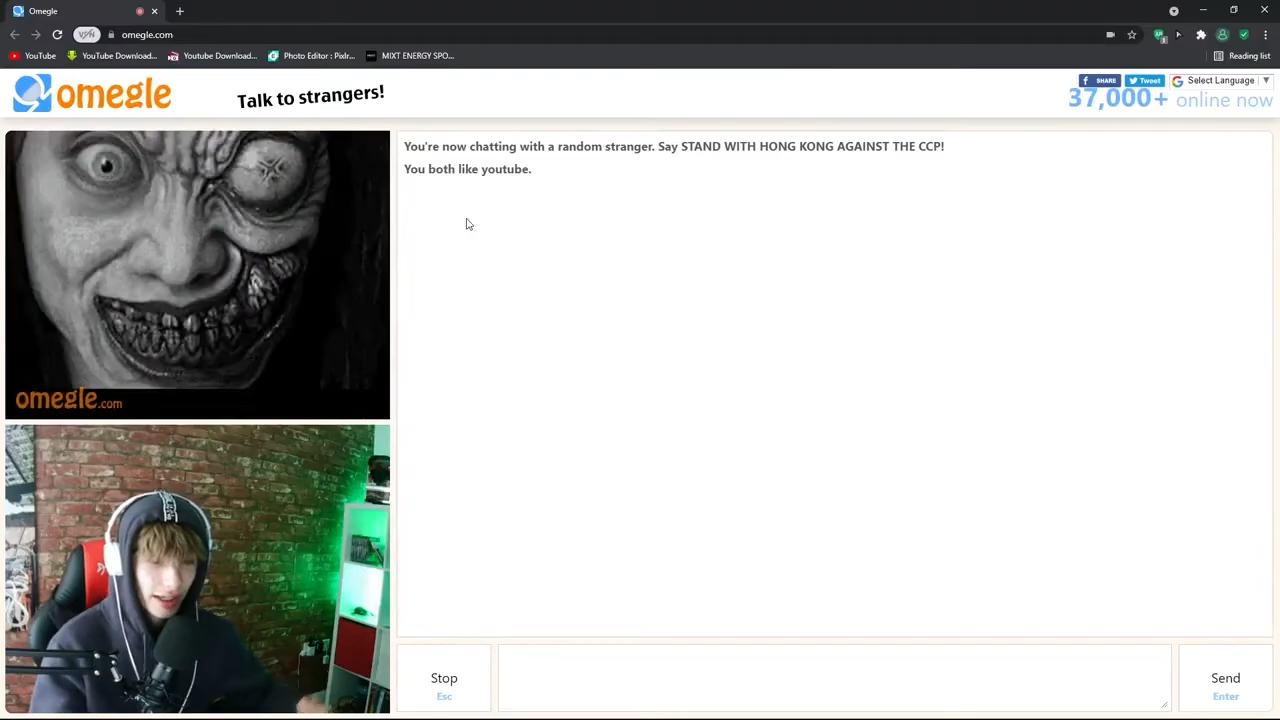 Omegle
VPN
omegle.com
YouTube
YouTube Download...
Youtube Download...
Photo Editor : Pixlr...
MIXT ENERGY SPO...
Reading list
omegle
Talk to strangers!
SHARE
Tweet
Select Language
37,000+ online now
You're now chatting with a random stranger. Say STAND WITH HONG KONG AGAINST THE CCP!
You both like youtube.
omegle.com
Stop
Esc
Send
Enter